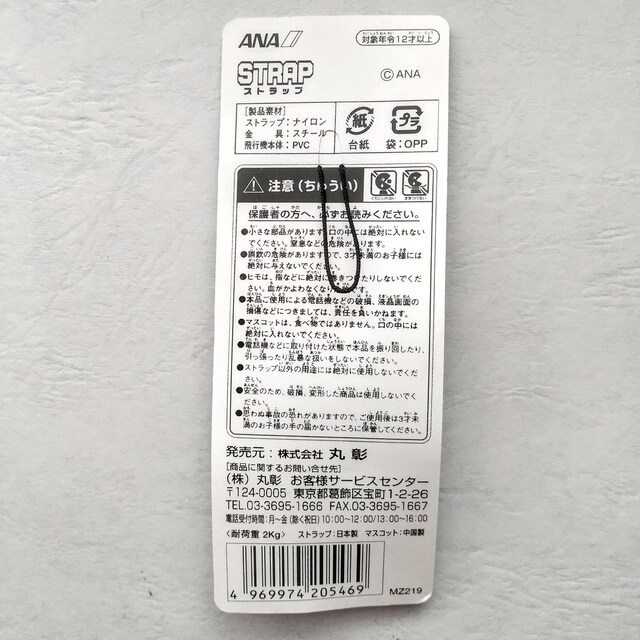 ANA
対象年令12才以上
STRAP
ストラップ
©ANA
[製品素材]
ストラップ：ナイロン
金　具：スチール
飛行機本体：PVC
紙
台紙
プラ
袋：OPP
注意（ちゅうい）
保護者の方へ、必ずお読みください。
●小さな部品があります。口の中には絶対に入れない
でください。窒息などの危険があります。
●誤飲の危険がありますので、3才未満のお子様には
絶対に与えないでください。
●ヒモは、指などに絶対に巻きつけたりしないでくだ
さい。血がかよわなくなり危険です。
●本品ご使用による電話機などの破損、液晶画面の
損傷などにつきましては、責任を負いかねます。
●マスコットは、食べ物ではありません。口の中には
絶対に入れないでください。
●電話機などに取り付けた状態で本品を振り回したり、
引っ張ったり乱暴な扱いをしないでください。
●ストラップ以外の用途には絶対に使用しないでく
ださい。
●安全のため、破損、変形した商品は使用しないで
ください。
●思わぬ事故の恐れがありますので、ご使用後は3才未
満のお子様の手の届かないところに保管してください。
発売元：株式会社 丸 彰
[商品に関するお問い合せ先]
（株）丸彰 お客様サービスセンター
〒124-0005 東京都葛飾区宝町1-2-26
TEL.03-3695-1666 FAX.03-3695-1667
電話受付時間：月～金（除く祝日）10:00～12:00/13:00～16:00
〈耐荷重 2Kg〉 ストラップ：日本製 マスコット：中国製
4 969974 205469
MZ219